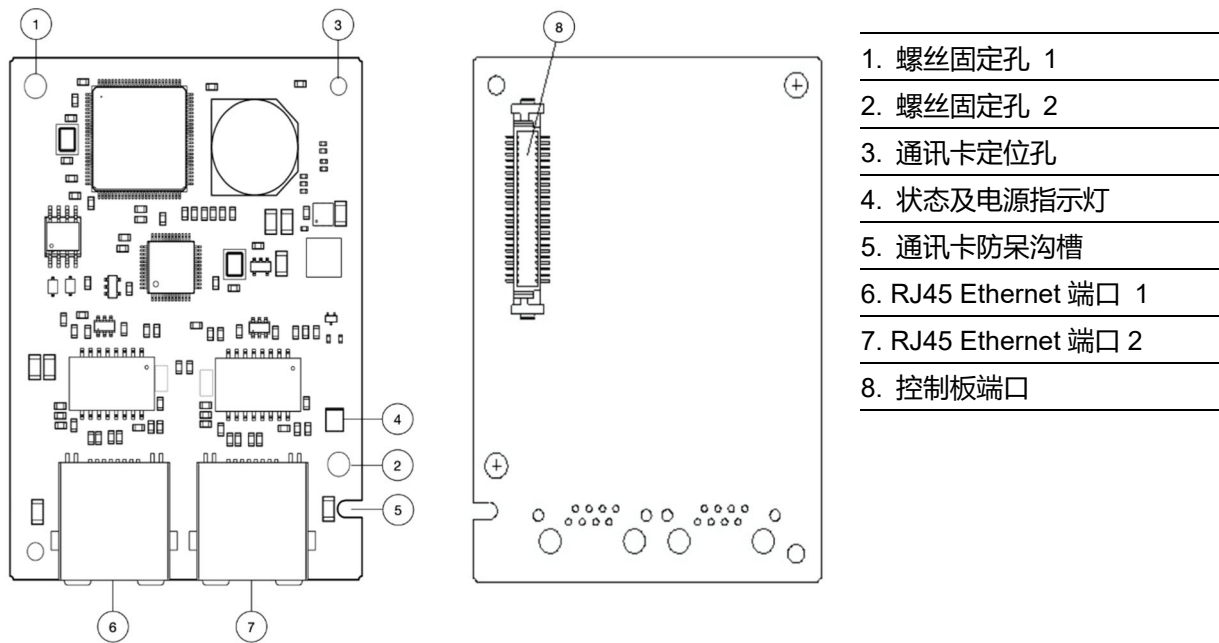 1
3
8
4
2
5
6
7
1. 螺丝固定孔 1
2. 螺丝固定孔 2
3. 通讯卡定位孔
4. 状态及电源指示灯
5. 通讯卡防呆沟槽
6. RJ45 Ethernet 端口 1
7. RJ45 Ethernet 端口 2
8. 控制板端口